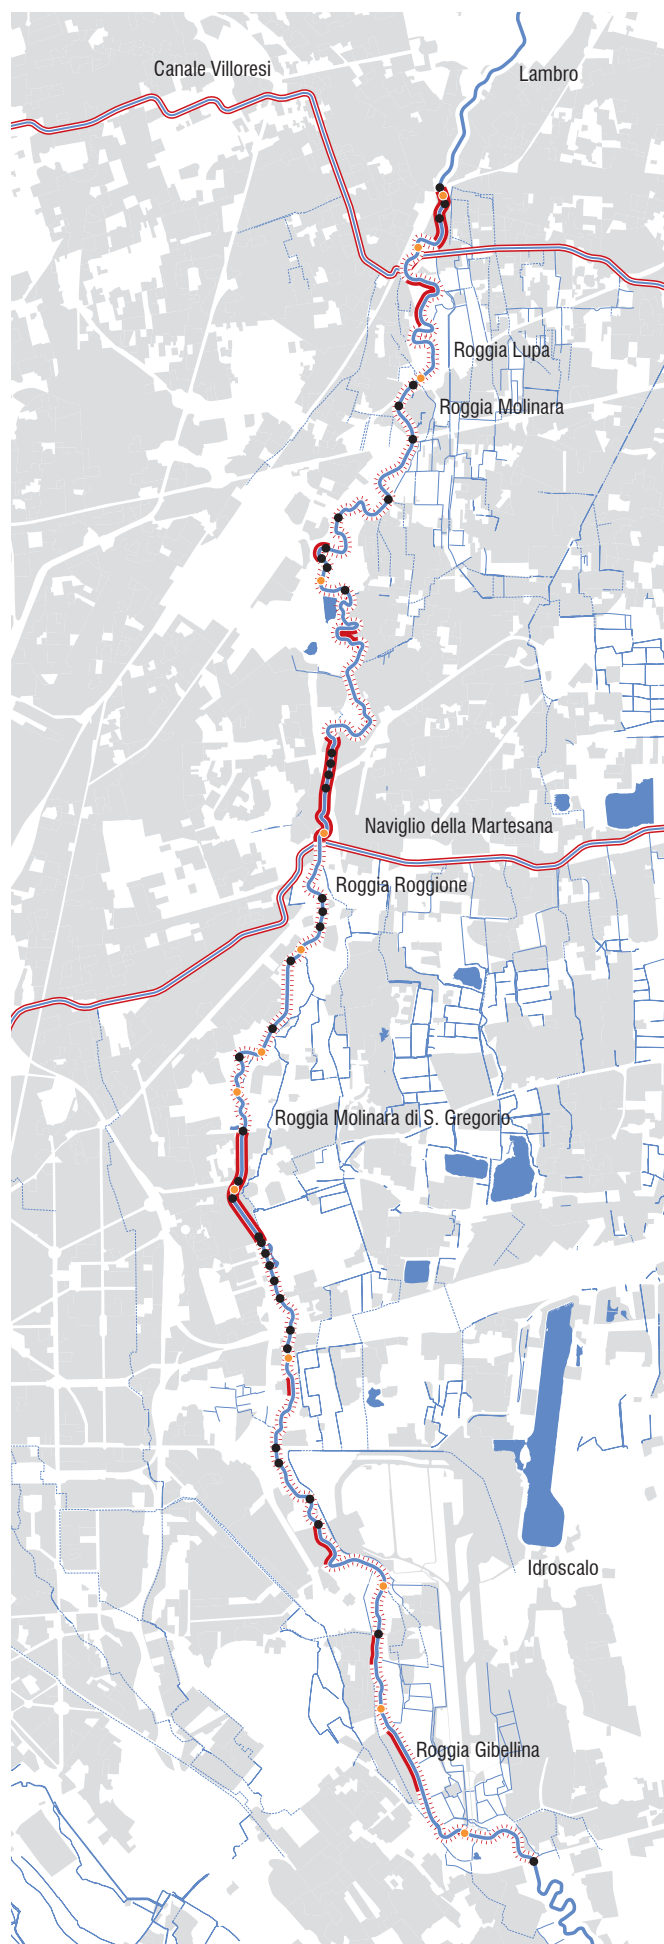 Canale Villoresi
Lambro
Roggia Lupa
Roggia Molinara
Naviglio della Martesana
Roggia Roggione
Roggia Molinara di S. Gregorio
Idroscalo
Roggia Gibellina